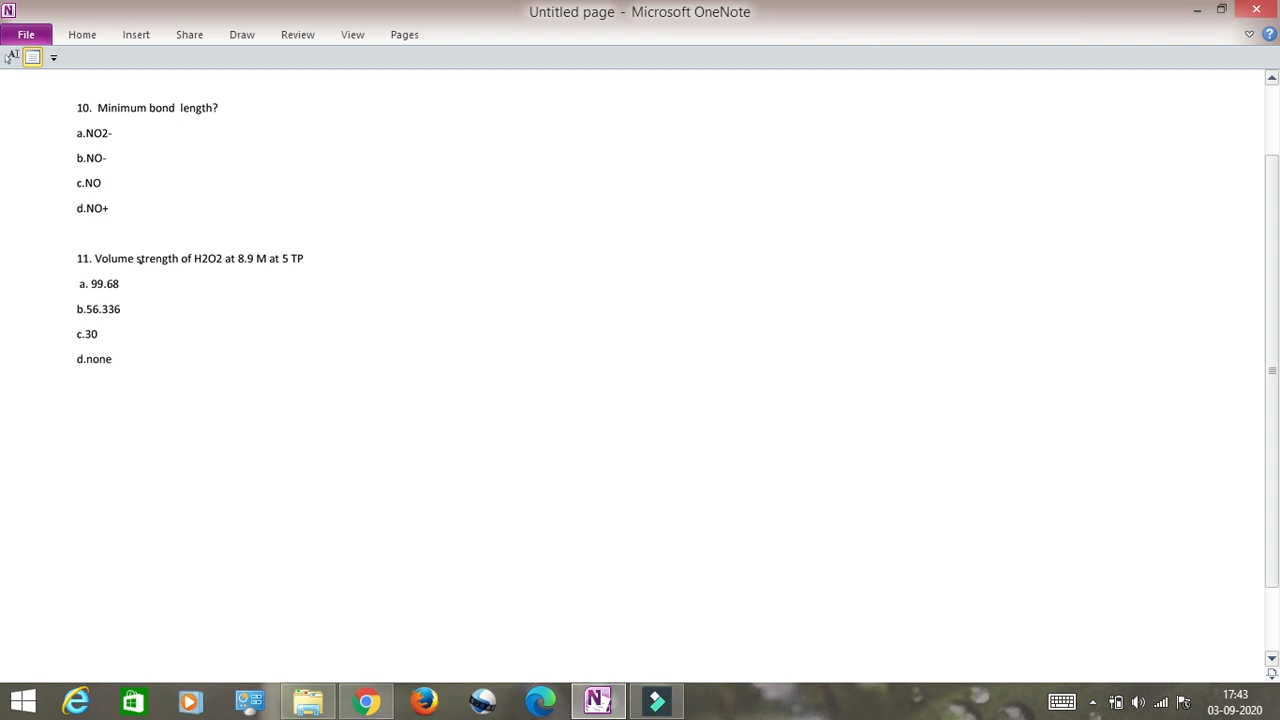 Untitled page - Microsoft OneNote
File Home Insert Share Draw Review View Pages
10. Minimum bond length?
a.NO2-
b.NO-
c.NO
d.NO+
11. Volume strength of H2O2 at 8.9 M at 5 TP
a. 99.68
b.56.336
c.30
d.none
17:43
03-09-2020